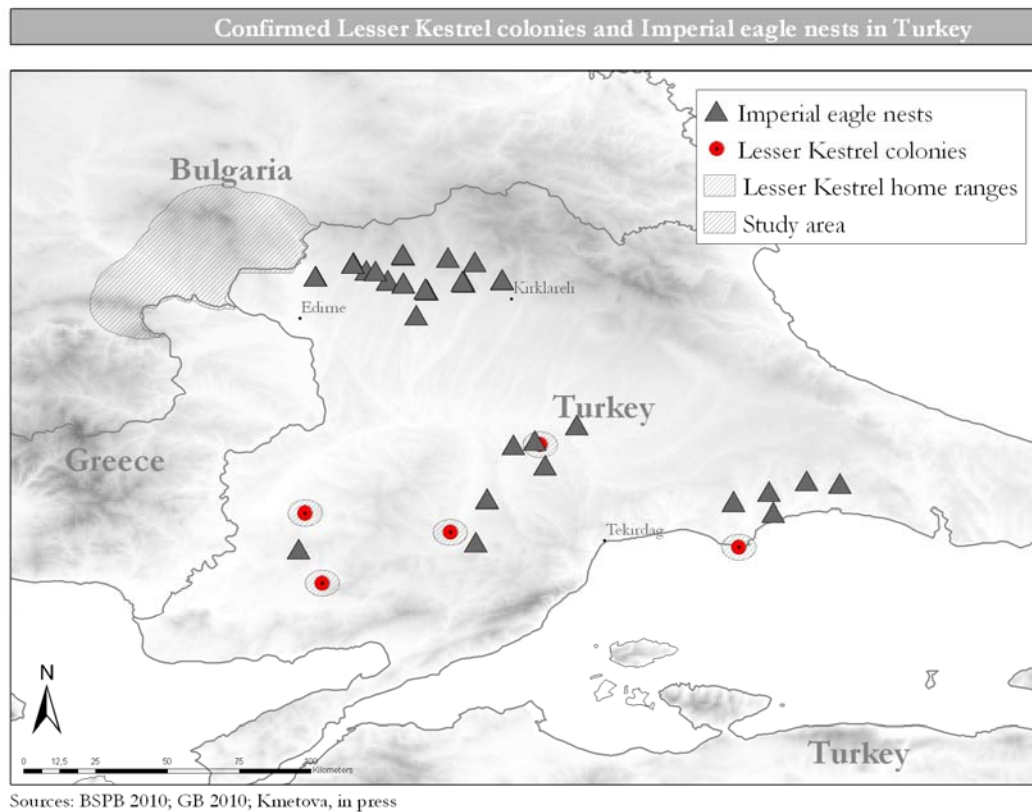 Confirmed Lesser Kestrel colonies and Imperial eagle nests in Turkey
Imperial eagle nests
Lesser Kestrel colonies
Lesser Kestrel home ranges
Study area
Bulgaria
Kirklareli
Edirne
Turkey
Greece
Tekirdag
N
0 12,5 25 50 75 100
Kilometers
Turkey
Sources: BSPB 2010; GB 2010; Kmetova, in press